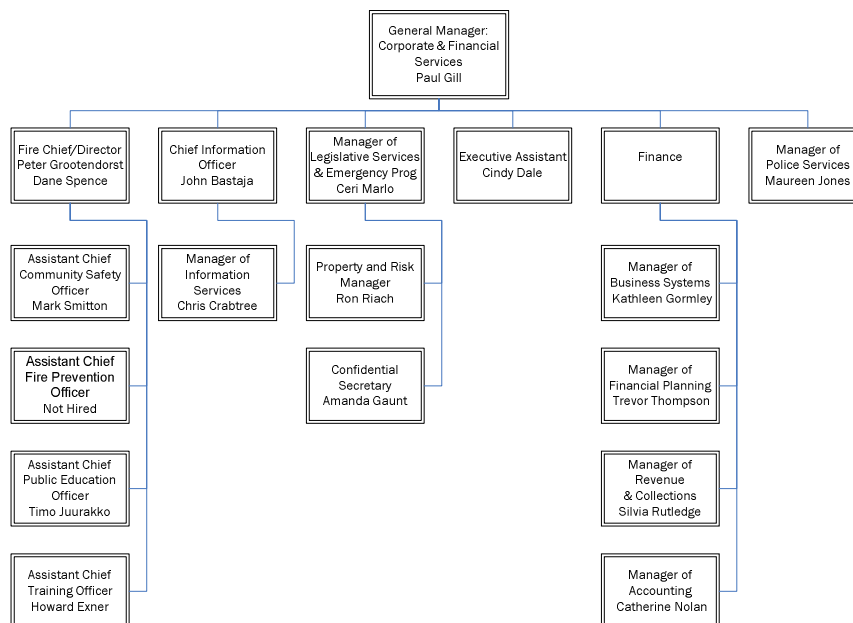 General Manager:
Corporate & Financial
Services
Paul Gill
Fire Chief/Director
Peter Grootendorst
Dane Spence
Chief Information
Officer
John Bastaja
Manager of
Legislative Services
& Emergency Prog
Ceri Marlo
Executive Assistant
Cindy Dale
Finance
Manager of
Police Services
Maureen Jones
Assistant Chief
Community Safety
Officer
Mark Smitton
Manager of
Information
Services
Chris Crabtree
Property and Risk
Manager
Ron Riach
Manager of
Business Systems
Kathleen Gormley
Assistant Chief
Fire Prevention
Officer
Not Hired
Confidential
Secretary
Amanda Gaunt
Manager of
Financial Planning
Trevor Thompson
Assistant Chief
Public Education
Officer
Timo Juurakko
Manager of
Revenue
& Collections
Silvia Rutledge
Assistant Chief
Training Officer
Howard Exner
Manager of
Accounting
Catherine Nolan